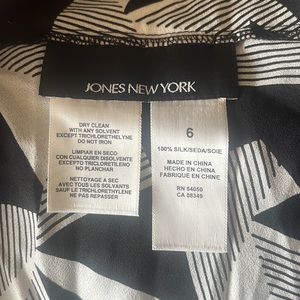 JONES NEW YORK
DRY CLEAN
WITH ANY SOLVENT
EXCEPT TRICHLORETHELYNE
DO NOT IRON
LIMPIAR EN SECO
CON CUALQUIER DISOLVENTE
EXCEPTO TRICLOROETILENO
NO PLANCHAR
NETTOYAGE A SEC
AVEC TOUS LES SOLVANTS
SAUF LE TRICHLORETHYLENE
NE PAS REPASSER
6
100% SILK/SEDA/SOIE
MADE IN CHINA
HECHO EN CHINA
FABRIQUE EN CHINE
RN 54050
CA 08349